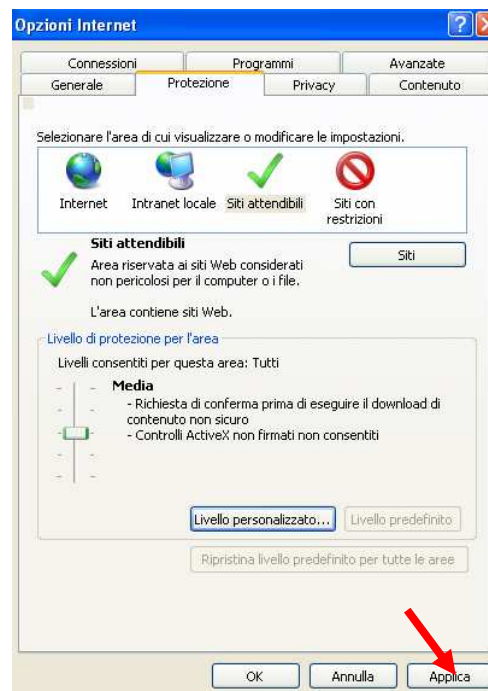 Opzioni Internet
Connessioni Programmi Avanzate
Generale Protezione Privacy Contenuto
Selezionare l'area di cui visualizzare o modificare le impostazioni.
Internet Intranet locale Siti attendibili Siti con
restrizioni
Siti attendibili
Siti
Area riservata ai siti Web considerati
non pericolosi per il computer o i file.
L'area contiene siti Web.
Livello di protezione per l'area
Livelli consentiti per questa area: Tutti
Media
- Richiesta di conferma prima di eseguire il download di
contenuto non sicuro
- Controlli ActiveX non firmati non consentiti
Livello personalizzato... Livello predefinito
Ripristina livello predefinito per tutte le aree
OK Annulla Applica